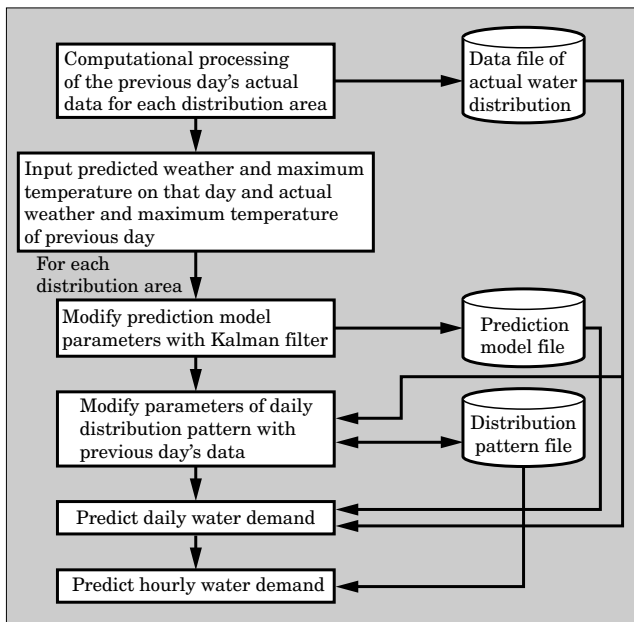 Computational processing
of the previous day's actual
data for each distribution area
Data file of
actual water
distribution
Input predicted weather and maximum
temperature on that day and actual
weather and maximum temperature
of previous day
For each
distribution area
Modify prediction model
parameters with Kalman filter
Prediction
model file
Modify parameters of daily
distribution pattern with
previous day's data
Distribution
pattern file
Predict daily water demand
Predict hourly water demand